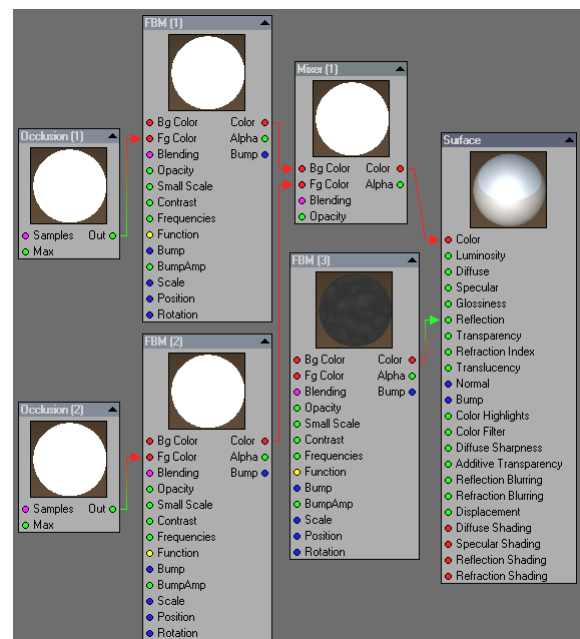 FBM (1)
Bg Color Color
Fg Color Alpha
Blending Bump
Opacity
Small Scale
Contrast
Frequencies
Function
Bump
BumpAmp
Scale
Position
Rotation
Mixer (1)
Bg Color Color
Fg Color Alpha
Blending
Opacity
Occlusion (1)
Samples Out
Max
Surface
Color
Luminosity
Diffuse
Specular
Glossiness
Reflection
Transparency
Refraction Index
Translucency
Normal
Bump
Color Highlights
Color Filter
Diffuse Sharpness
Additive Transparency
Reflection Blurring
Refraction Blurring
Displacement
Diffuse Shading
Specular Shading
Reflection Shading
Refraction Shading
FBM (3)
Bg Color Color
Fg Color Alpha
Blending Bump
Opacity
Small Scale
Contrast
Frequencies
Function
Bump
BumpAmp
Scale
Position
Rotation
FBM (2)
Bg Color Color
Fg Color Alpha
Blending Bump
Opacity
Small Scale
Contrast
Frequencies
Function
Bump
BumpAmp
Scale
Position
Rotation
Occlusion (2)
Samples Out
Max